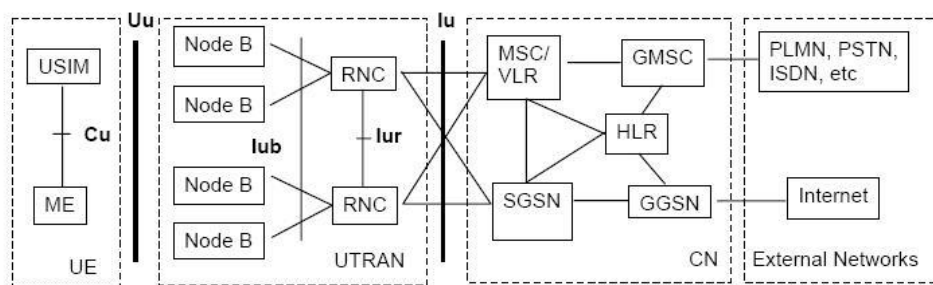 Uu
Iu
USIM
Cu
ME
UE
Node B
Node B
Node B
Node B
Iub
RNC
Iur
RNC
UTRAN
MSC/
VLR
GMSC
HLR
SGSN
GGSN
CN
PLMN, PSTN,
ISDN, etc
Internet
External Networks